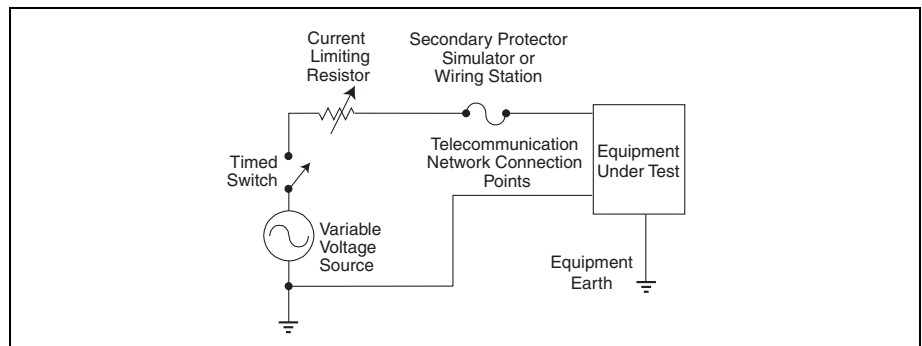 Current
Limiting
Resistor
Secondary Protector
Simulator or
Wiring Station
Timed
Switch
Telecommunication
Network Connection
Points
Equipment
Under Test
Variable
Voltage
Source
Equipment
Earth